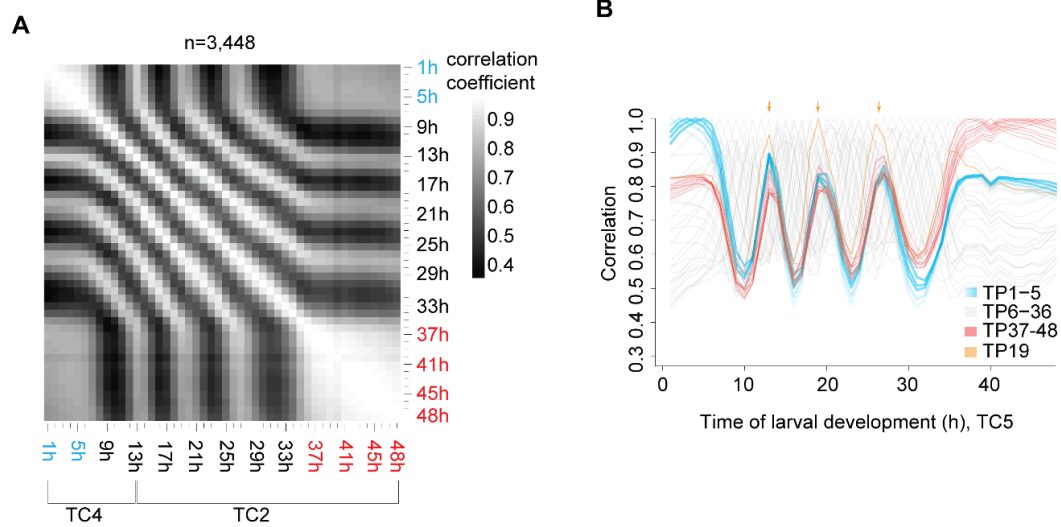 A
n=3,448
correlation
coefficient
0.9
0.8
0.7
0.6
0.5
0.4
1h
5h
9h
13h
17h
21h
25h
29h
33h
37h
41h
45h
48h
1h
5h
9h
13h
17h
21h
25h
29h
33h
37h
41h
45h
48h
TC4
TC2
B
Correlation
1.0
0.9
0.8
0.7
0.6
0.5
0.4
0.3
TP1−5
TP6−36
TP37-48
TP19
0 10 20 30 40
Time of larval development (h), TC5